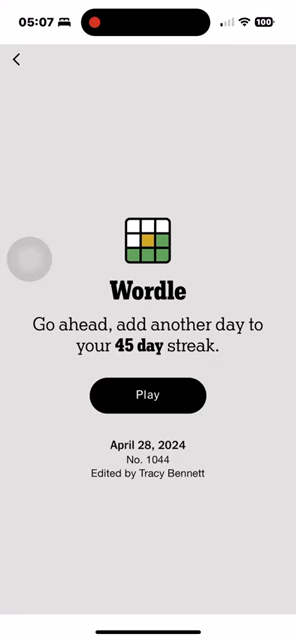 05:07
100
Wordle
Go ahead, add another day to
your 45 day streak.
Play
April 28, 2024
No. 1044
Edited by Tracy Bennett